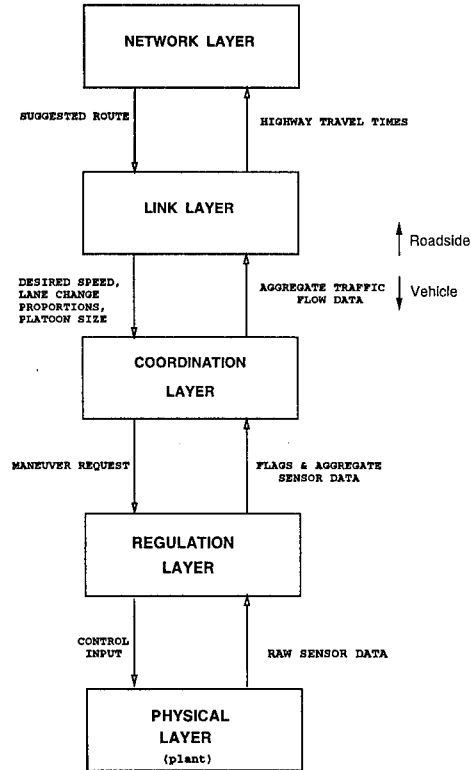 NETWORK LAYER
SUGGESTED ROUTE
HIGHWAY TRAVEL TIMES
LINK LAYER
Roadside
DESIRED SPEED,
LANE CHANGE
PROPORTIONS,
PLATOON SIZE
AGGREGATE TRAFFIC
FLOW DATA
Vehicle
COORDINATION
LAYER
MANEUVER REQUEST
FLAGS & AGGREGATE
SENSOR DATA
REGULATION
LAYER
CONTROL
INPUT
RAW SENSOR DATA
PHYSICAL
LAYER
(plant)